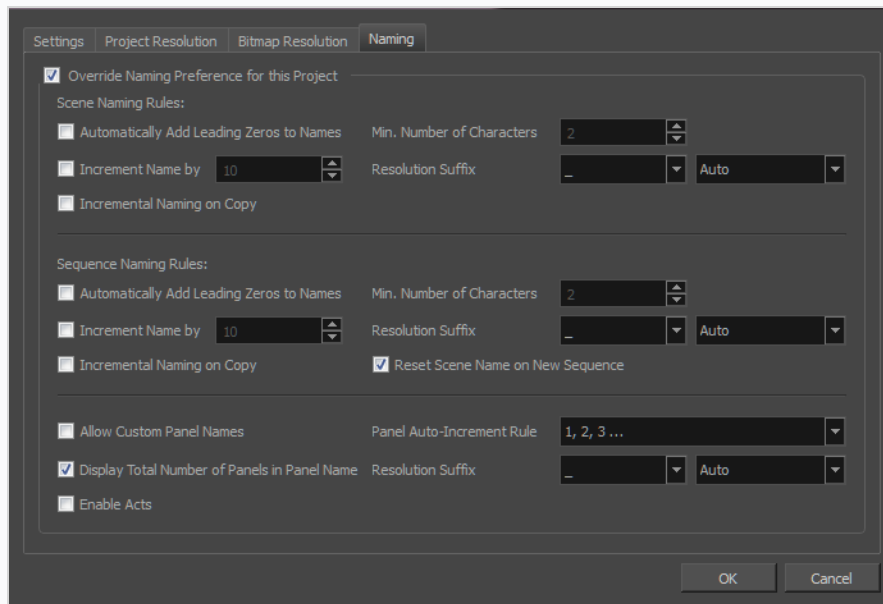 Settings Project Resolution Bitmap Resolution Naming
Override Naming Preference for this Project
Scene Naming Rules:
Automatically Add Leading Zeros to Names Min. Number of Characters 2
Increment Name by 10 Resolution Suffix _ Auto
Incremental Naming on Copy
Sequence Naming Rules:
Automatically Add Leading Zeros to Names Min. Number of Characters 2
Increment Name by 10 Resolution Suffix _ Auto
Incremental Naming on Copy Reset Scene Name on New Sequence
Allow Custom Panel Names Panel Auto-Increment Rule 1, 2, 3 ...
Display Total Number of Panels in Panel Name Resolution Suffix _ Auto
Enable Acts
OK Cancel